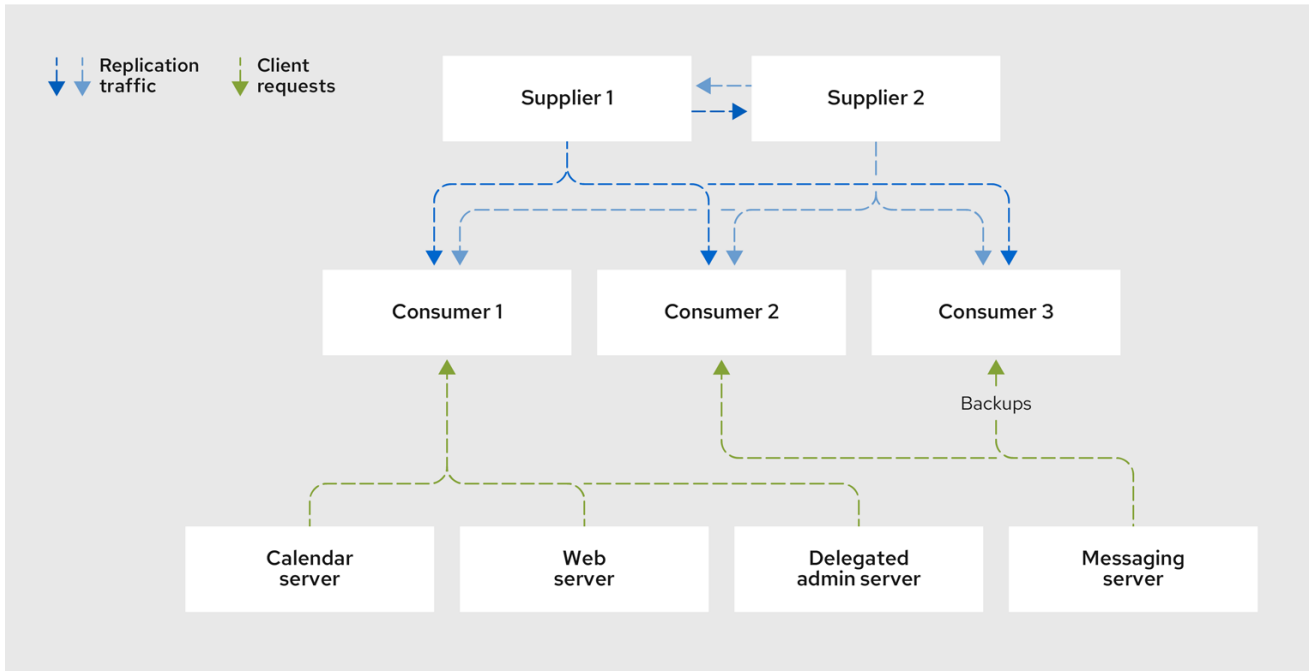 Replication
traffic
Client
requests
Supplier 1
Supplier 2
Consumer 1
Consumer 2
Consumer 3
Backups
Calendar
server
Web
server
Delegated
admin server
Messaging
server